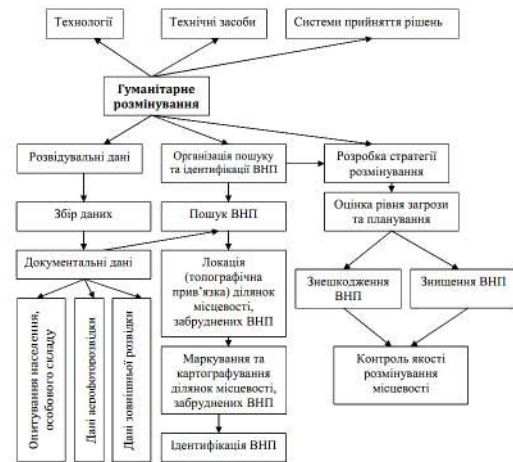 Технології
Технічні засоби
Системи прийняття рішень
Гуманітарне
розмінування
Розвідувальні дані
Організація пошуку
та ідентифікації ВНП
Розробка стратегії
розмінування
Збір даних
Пошук ВНП
Оцінка рівня загрози
та планування
Документальні дані
Локація
(топографічна
прив’язка) ділянок
місцевості,
забруднених ВНП
Знешкодження
ВНП
Знищення ВНП
Опитування населення,
особового складу
Дані аерофоторозвідки
Дані зовнішньої розвідки
Маркування та
картографування
ділянок місцевості,
забруднених ВНП
Контроль якості
розмінування
місцевості
Ідентифікація ВНП